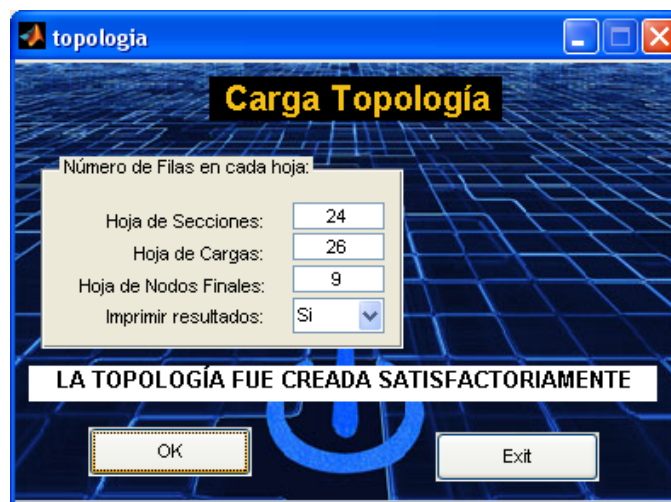 topologia
Carga Topología
Número de Filas en cada hoja:
Hoja de Secciones: 24
Hoja de Cargas: 26
Hoja de Nodos Finales: 9
Imprimir resultados: Si
LA TOPOLOGÍA FUE CREADA SATISFACTORIAMENTE
OK Exit